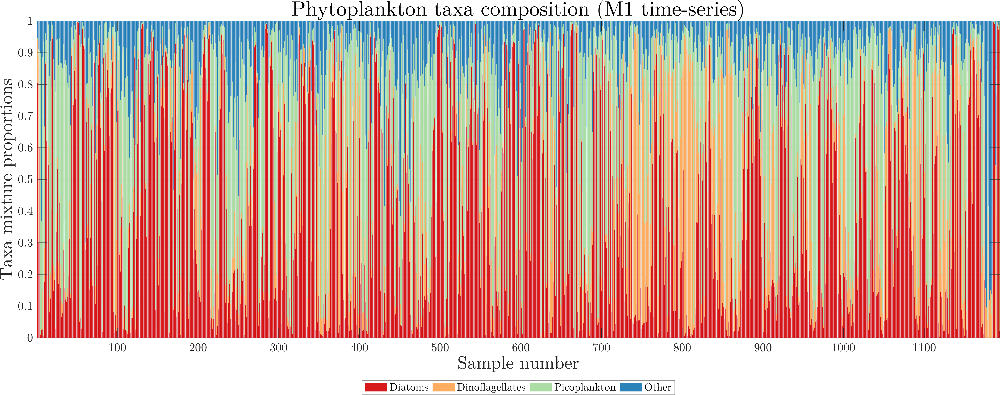 Phytoplankton taxa composition (M1 time-series)
Taxa mixture proportions
1
0.9
0.8
0.7
0.6
0.5
0.4
0.3
0.2
0.1
0
100 200 300 400 500 600 700 800 900 1000 1100
Sample number
Diatoms Dinoflagellates Picoplankton Other